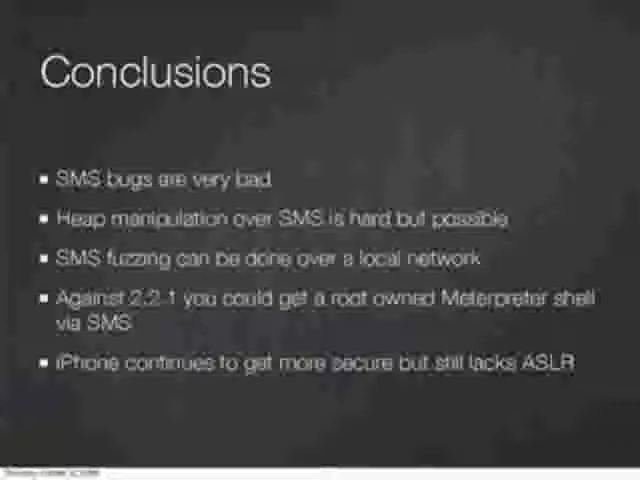 Conclusions
SMS bugs are very bad
Heap manipulation over SMS is hard but possible
SMS fuzzing can be done over a local network
Against 2.2.1 you could get a root owned Meterpreter shell
via SMS
iPhone continues to get more secure but still lacks ASLR